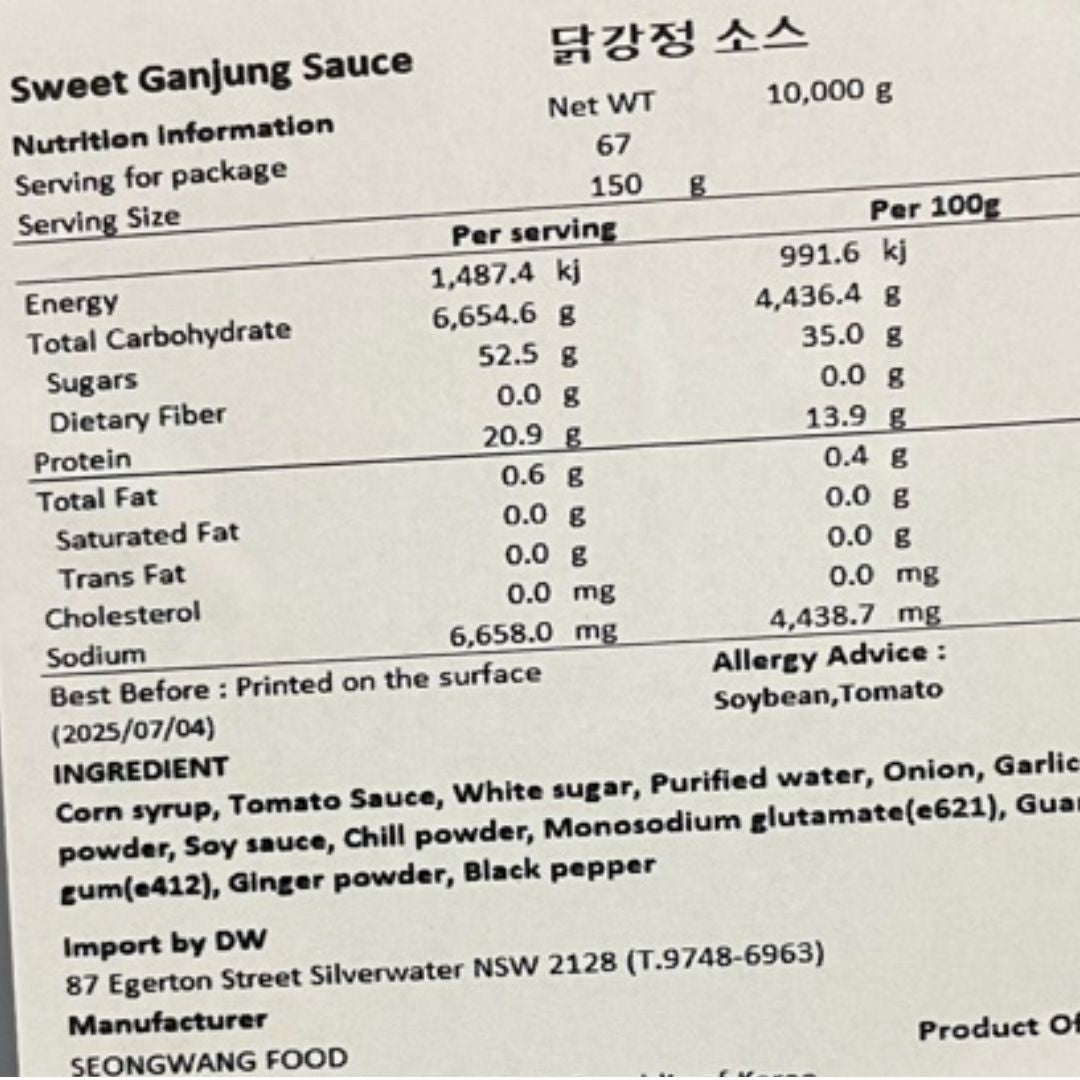 Sweet Ganjung Sauce 닭강정 소스
Nutrition information Net WT 10,000 g
Serving for package 67
Serving Size 150 g
Per serving Per 100g
Energy 1,487.4 kj 991.6 kj
Total Carbohydrate 6,654.6 g 4,436.4 g
Sugars 52.5 g 35.0 g
Dietary Fiber 0.0 g 0.0 g
Protein 20.9 g 13.9 g
Total Fat 0.6 g 0.4 g
Saturated Fat 0.0 g 0.0 g
Trans Fat 0.0 g 0.0 g
Cholesterol 0.0 mg 0.0 mg
Sodium 6,658.0 mg 4,438.7 mg
Best Before : Printed on the surface Allergy Advice :
(2025/07/04) Soybean,Tomato
INGREDIENT
Corn syrup, Tomato Sauce, White sugar, Purified water, Onion, Garlic
powder, Soy sauce, Chill powder, Monosodium glutamate(e621), Guar
gum(e412), Ginger powder, Black pepper
Import by DW
87 Egerton Street Silverwater NSW 2128 (T.9748-6963)
Manufacturer Product Of
SEONGWANG FOOD